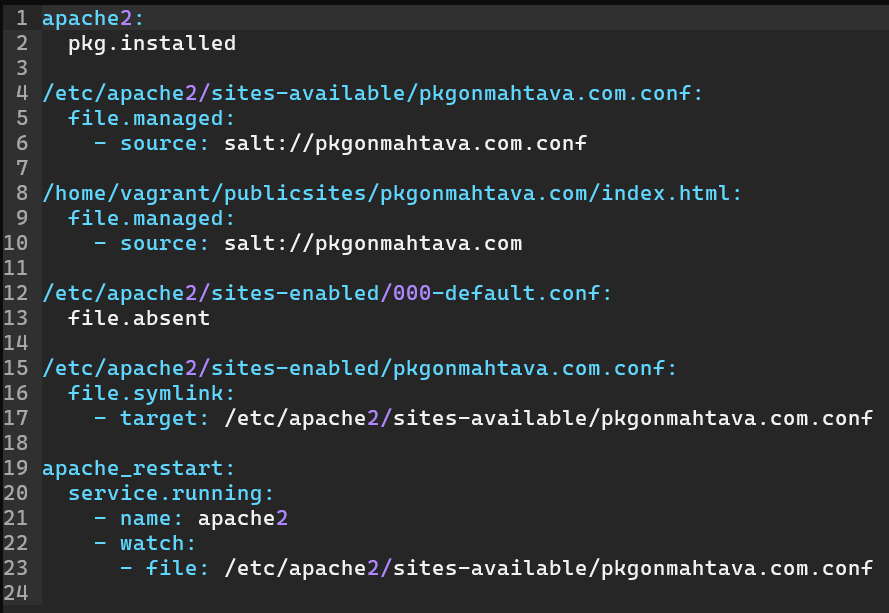 1 apache2:
2   pkg.installed
3
4 /etc/apache2/sites-available/pkgonmahtava.com.conf:
5   file.managed:
6     - source: salt://pkgonmahtava.com.conf
7
8 /home/vagrant/publicsites/pkgonmahtava.com/index.html:
9   file.managed:
10     - source: salt://pkgonmahtava.com
11
12 /etc/apache2/sites-enabled/000-default.conf:
13   file.absent
14
15 /etc/apache2/sites-enabled/pkgonmahtava.com.conf:
16   file.symlink:
17     - target: /etc/apache2/sites-available/pkgonmahtava.com.conf
18
19 apache_restart:
20   service.running:
21     - name: apache2
22     - watch:
23       - file: /etc/apache2/sites-available/pkgonmahtava.com.conf
24